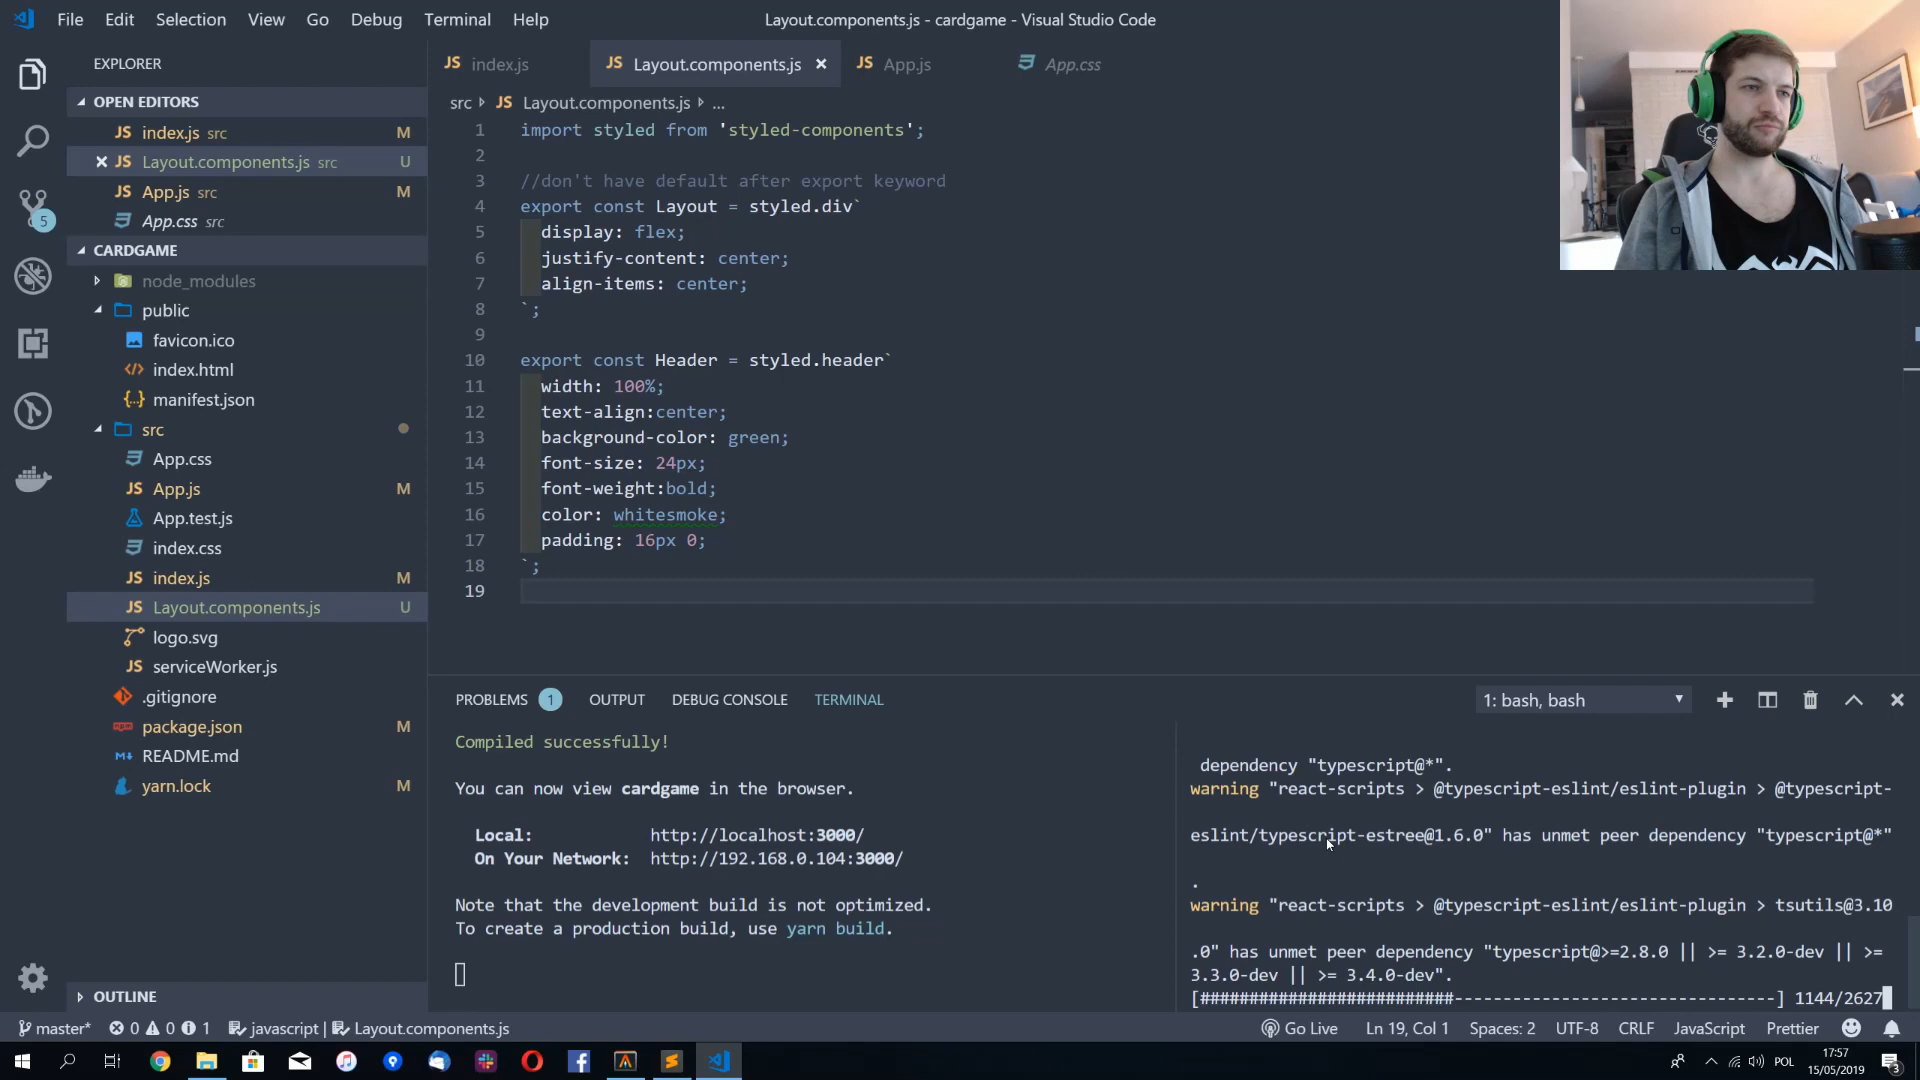 File Edit Selection View Go Debug Terminal Help
Layout.components.js - cardgame - Visual Studio Code
EXPLORER
OPEN EDITORS
JS index.js src M
JS Layout.components.js src U
JS App.js src M
App.css src
CARDGAME
node_modules
public
favicon.ico
index.html
manifest.json
src
App.css
JS App.js M
App.test.js
index.css
JS index.js M
JS Layout.components.js U
logo.svg
JS serviceWorker.js
.gitignore
package.json M
README.md
yarn.lock M
OUTLINE
5
JS index.js JS Layout.components.js JS App.js App.css
src JS Layout.components.js ...
1 import styled from 'styled-components';
2
3 //don't have default after export keyword
4 export const Layout = styled.div`
5 display: flex;
6 justify-content: center;
7 align-items: center;
8 `;
9
10 export const Header = styled.header`
11 width: 100%;
12 text-align:center;
13 background-color: green;
14 font-size: 24px;
15 font-weight:bold;
16 color: whitesmoke;
17 padding: 16px 0;
18 `;
19
PROBLEMS 1 OUTPUT DEBUG CONSOLE TERMINAL
1: bash, bash
Compiled successfully!
You can now view cardgame in the browser.
Local: http://localhost:3000/
On Your Network: http://192.168.0.104:3000/
Note that the development build is not optimized.
To create a production build, use yarn build.
dependency "typescript@*".
warning "react-scripts > @typescript-eslint/eslint-plugin > @typescript-
eslint/typescript-estree@1.6.0" has unmet peer dependency "typescript@*"
.
warning "react-scripts > @typescript-eslint/eslint-plugin > tsutils@3.10
.0" has unmet peer dependency "typescript@>=2.8.0 || >= 3.2.0-dev || >=
3.3.0-dev || >= 3.4.0-dev".
[##########################---------------------------------] 1144/2627
master* 0 0 1 javascript | Layout.components.js
Go Live Ln 19, Col 1 Spaces: 2 UTF-8 CRLF JavaScript Prettier
POL
17:57
15/05/2019
3